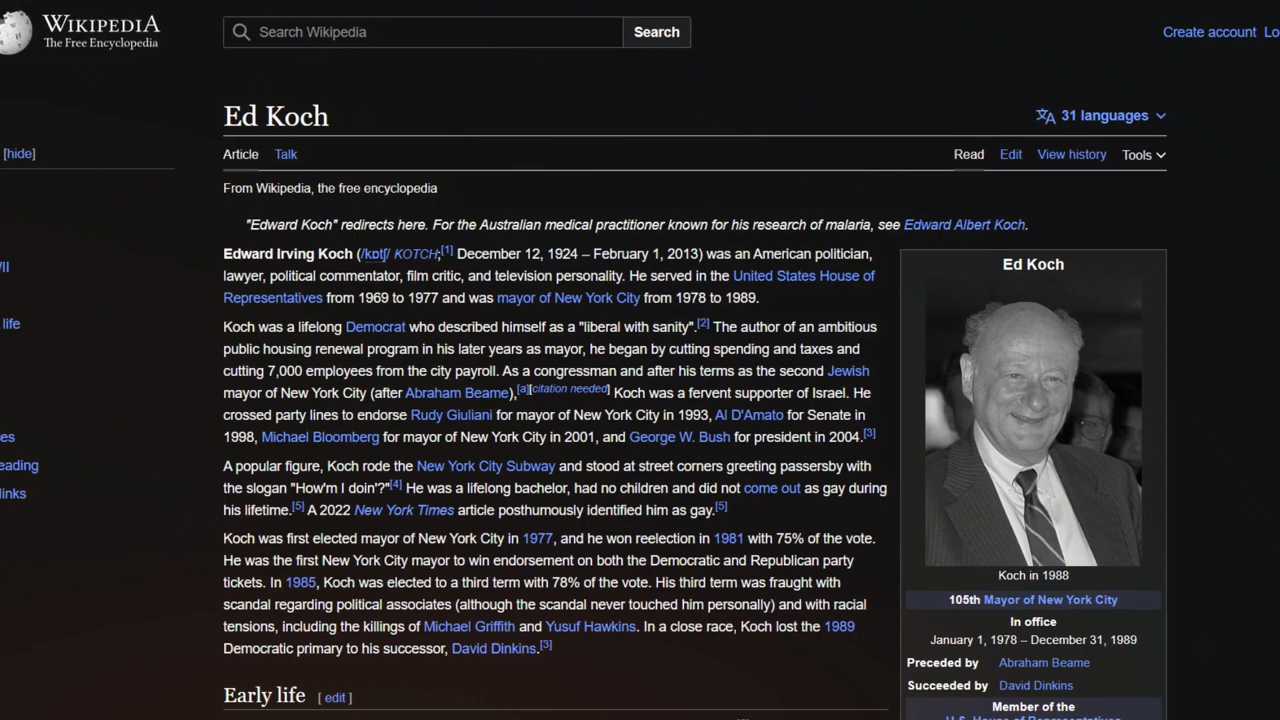 WIKIPEDIA
The Free Encyclopedia
Search Wikipedia
Search
Create account Lo
Ed Koch
31 languages
[hide]
Article Talk
Read Edit View history Tools
From Wikipedia, the free encyclopedia
"Edward Koch" redirects here. For the Australian medical practitioner known for his research of malaria, see Edward Albert Koch.
Edward Irving Koch (/kɒtʃ/ KOTCH;[1] December 12, 1924 – February 1, 2013) was an American politician,
lawyer, political commentator, film critic, and television personality. He served in the United States House of
Representatives from 1969 to 1977 and was mayor of New York City from 1978 to 1989.
Koch was a lifelong Democrat who described himself as a "liberal with sanity".[2] The author of an ambitious
public housing renewal program in his later years as mayor, he began by cutting spending and taxes and
cutting 7,000 employees from the city payroll. As a congressman and after his terms as the second Jewish
mayor of New York City (after Abraham Beame),[a][citation needed] Koch was a fervent supporter of Israel. He
crossed party lines to endorse Rudy Giuliani for mayor of New York City in 1993, Al D'Amato for Senate in
1998, Michael Bloomberg for mayor of New York City in 2001, and George W. Bush for president in 2004.[3]
A popular figure, Koch rode the New York City Subway and stood at street corners greeting passersby with
the slogan "How'm I doin'?"[4] He was a lifelong bachelor, had no children and did not come out as gay during
his lifetime.[5] A 2022 New York Times article posthumously identified him as gay.[5]
Koch was first elected mayor of New York City in 1977, and he won reelection in 1981 with 75% of the vote.
He was the first New York City mayor to win endorsement on both the Democratic and Republican party
tickets. In 1985, Koch was elected to a third term with 78% of the vote. His third term was fraught with
scandal regarding political associates (although the scandal never touched him personally) and with racial
tensions, including the killings of Michael Griffith and Yusuf Hawkins. In a close race, Koch lost the 1989
Democratic primary to his successor, David Dinkins.[3]
Early life [ edit ]
/II
life
es
eading
links
Ed Koch
Koch in 1988
105th Mayor of New York City
In office
January 1, 1978 – December 31, 1989
Preceded by Abraham Beame
Succeeded by David Dinkins
Member of the
U.S. House of Representatives